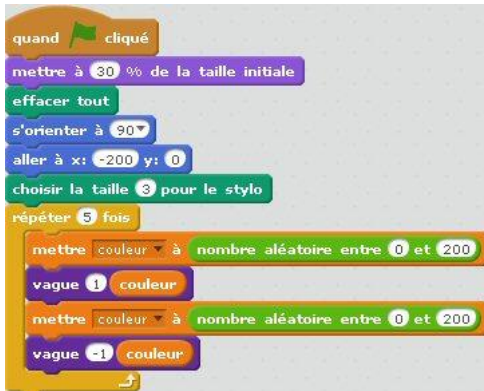 quand cliqué
mettre à 30 % de la taille initiale
effacer tout
s'orienter à 90
aller à x: -200 y: 0
choisir la taille 3 pour le stylo
répéter 5 fois
mettre couleur à nombre aléatoire entre 0 et 200
vague 1 couleur
mettre couleur à nombre aléatoire entre 0 et 200
vague -1 couleur